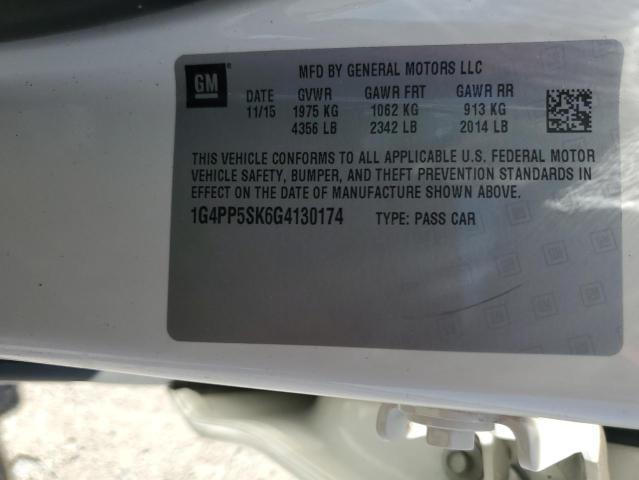 GM
MFD BY GENERAL MOTORS LLC
DATE GVWR GAWR FRT GAWR RR
11/15 1975 KG 1062 KG 913 KG
4356 LB 2342 LB 2014 LB
THIS VEHICLE CONFORMS TO ALL APPLICABLE U.S. FEDERAL MOTOR
VEHICLE SAFETY, BUMPER, AND THEFT PREVENTION STANDARDS IN
EFFECT ON THE DATE OF MANUFACTURE SHOWN ABOVE.
1G4PP5SK6G4130174 TYPE: PASS CAR